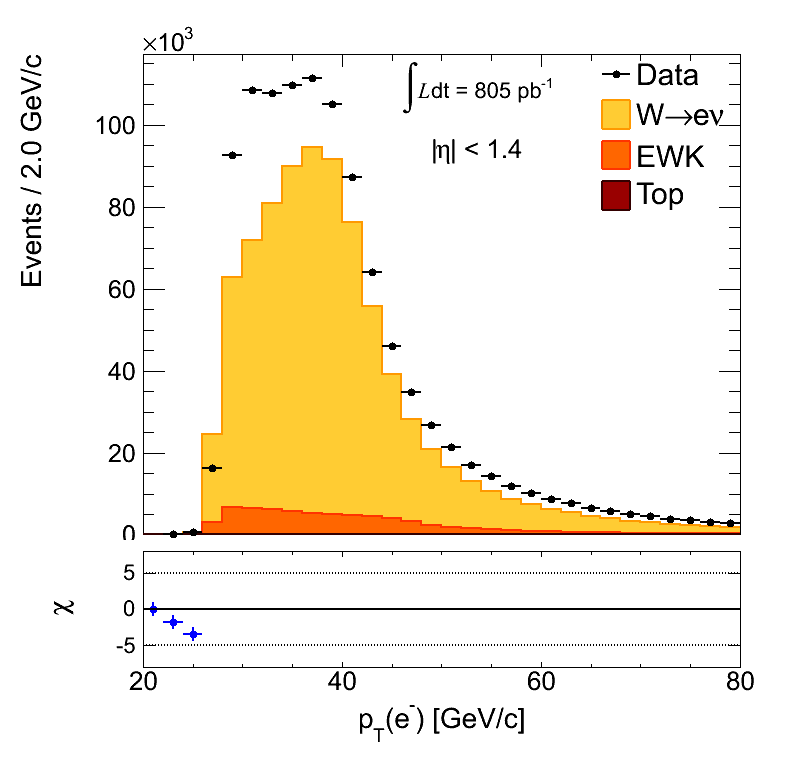 ×10³
Events / 2.0 GeV/c
100
80
60
40
20
0
∫ Ldt = 805 pb⁻¹
|η| < 1.4
Data
W→eν
EWK
Top
χ
5
0
-5
20 40 60 80
p_T(e⁻) [GeV/c]